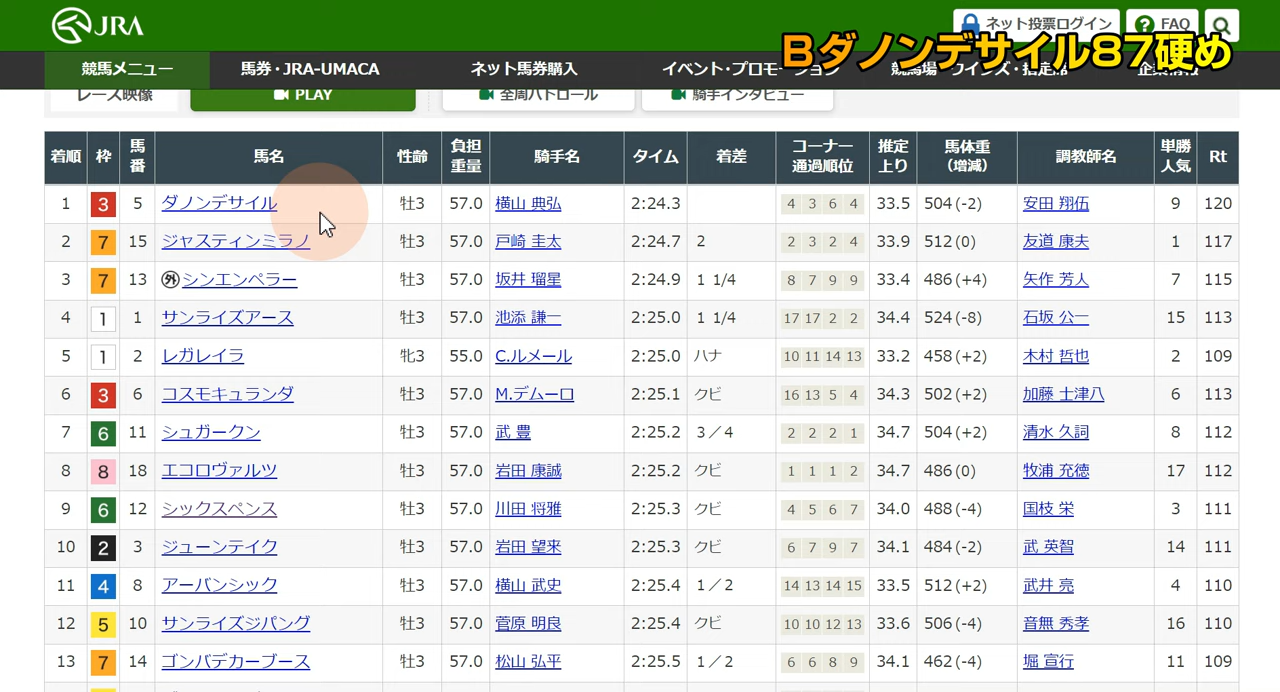 JRA
ネット投票ログイン
FAQ
Bダノンデサイル87硬め
競馬メニュー 馬券・JRA-UMACA ネット馬券購入 イベント・プロモーション 競馬場・ウインズ・指定席 企業情報
レース映像 PLAY 全周パトロール 騎手インタビュー
着順 枠 馬番 馬名 性齢 負担重量 騎手名 タイム 着差 コーナー通過順位 推定上り 馬体重(増減) 調教師名 単勝人気 Rt
1 3 5 ダノンデサイル 牡3 57.0 横山 典弘 2:24.3 4 3 6 4 33.5 504(-2) 安田 翔伍 9 120
2 7 15 ジャスティンミラノ 牡3 57.0 戸崎 圭太 2:24.7 2 2 3 2 4 33.9 512(0) 友道 康夫 1 117
3 7 13 外 シンエンペラー 牡3 57.0 坂井 瑠星 2:24.9 1 1/4 8 7 9 9 33.4 486(+4) 矢作 芳人 7 115
4 1 1 サンライズアース 牡3 57.0 池添 謙一 2:25.0 1 1/4 17 17 2 2 34.4 524(-8) 石坂 公一 15 113
5 1 2 レガレイラ 牝3 55.0 C.ルメール 2:25.0 ハナ 10 11 14 13 33.2 458(+2) 木村 哲也 2 109
6 3 6 コスモキュランダ 牡3 57.0 M.デムーロ 2:25.1 クビ 16 13 5 4 34.3 502(+2) 加藤 士津八 6 113
7 6 11 シュガークン 牡3 57.0 武 豊 2:25.2 3/4 2 2 2 1 34.7 504(+2) 清水 久詞 8 112
8 8 18 エコロヴァルツ 牡3 57.0 岩田 康誠 2:25.2 クビ 1 1 1 2 34.7 486(0) 牧浦 充徳 17 112
9 6 12 シックスペンス 牡3 57.0 川田 将雅 2:25.3 クビ 4 5 6 7 34.0 488(-4) 国枝 栄 3 111
10 2 3 ジューンテイク 牡3 57.0 岩田 望来 2:25.3 クビ 6 7 9 7 34.1 484(-2) 武 英智 14 111
11 4 8 アーバンシック 牡3 57.0 横山 武史 2:25.4 1/2 14 13 14 15 33.5 512(+2) 武井 亮 4 110
12 5 10 サンライズジパング 牡3 57.0 菅原 明良 2:25.4 クビ 10 10 12 13 33.6 506(-4) 音無 秀孝 16 110
13 7 14 ゴンバデカーブース 牡3 57.0 松山 弘平 2:25.5 1/2 6 6 8 9 34.1 462(-4) 堀 宣行 11 109